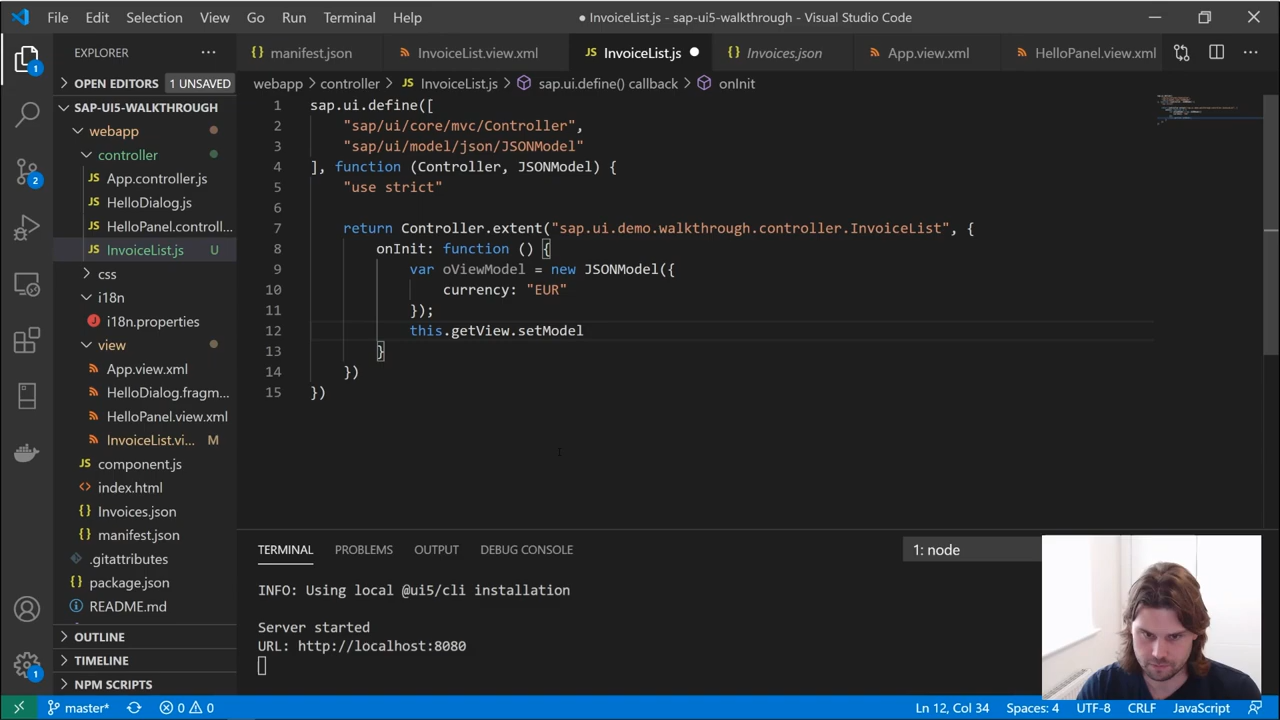 File Edit Selection View Go Run Terminal Help
● InvoiceList.js - sap-ui5-walkthrough - Visual Studio Code
EXPLORER
OPEN EDITORS 1 UNSAVED
SAP-UI5-WALKTHROUGH
webapp
controller
JS App.controller.js
JS HelloDialog.js
JS HelloPanel.controll...
JS InvoiceList.js U
css
i18n
i18n.properties
view
App.view.xml
HelloDialog.fragm...
HelloPanel.view.xml
InvoiceList.vi... M
JS component.js
<> index.html
{} Invoices.json
{} manifest.json
.gitattributes
package.json
README.md
OUTLINE
TIMELINE
NPM SCRIPTS
1
2
1
{} manifest.json InvoiceList.view.xml JS InvoiceList.js ● {} Invoices.json App.view.xml HelloPanel.view.xml
webapp > controller > JS InvoiceList.js > sap.ui.define() callback > onInit
1 sap.ui.define([
2 "sap/ui/core/mvc/Controller",
3 "sap/ui/model/json/JSONModel"
4 ], function (Controller, JSONModel) {
5 "use strict"
6
7 return Controller.extent("sap.ui.demo.walkthrough.controller.InvoiceList", {
8 onInit: function () {
9 var oViewModel = new JSONModel({
10 currency: "EUR"
11 });
12 this.getView.setModel
13 }
14 })
15 })
TERMINAL PROBLEMS OUTPUT DEBUG CONSOLE 1: node
INFO: Using local @ui5/cli installation
Server started
URL: http://localhost:8080
master* 0 0 Ln 12, Col 34 Spaces: 4 UTF-8 CRLF JavaScript